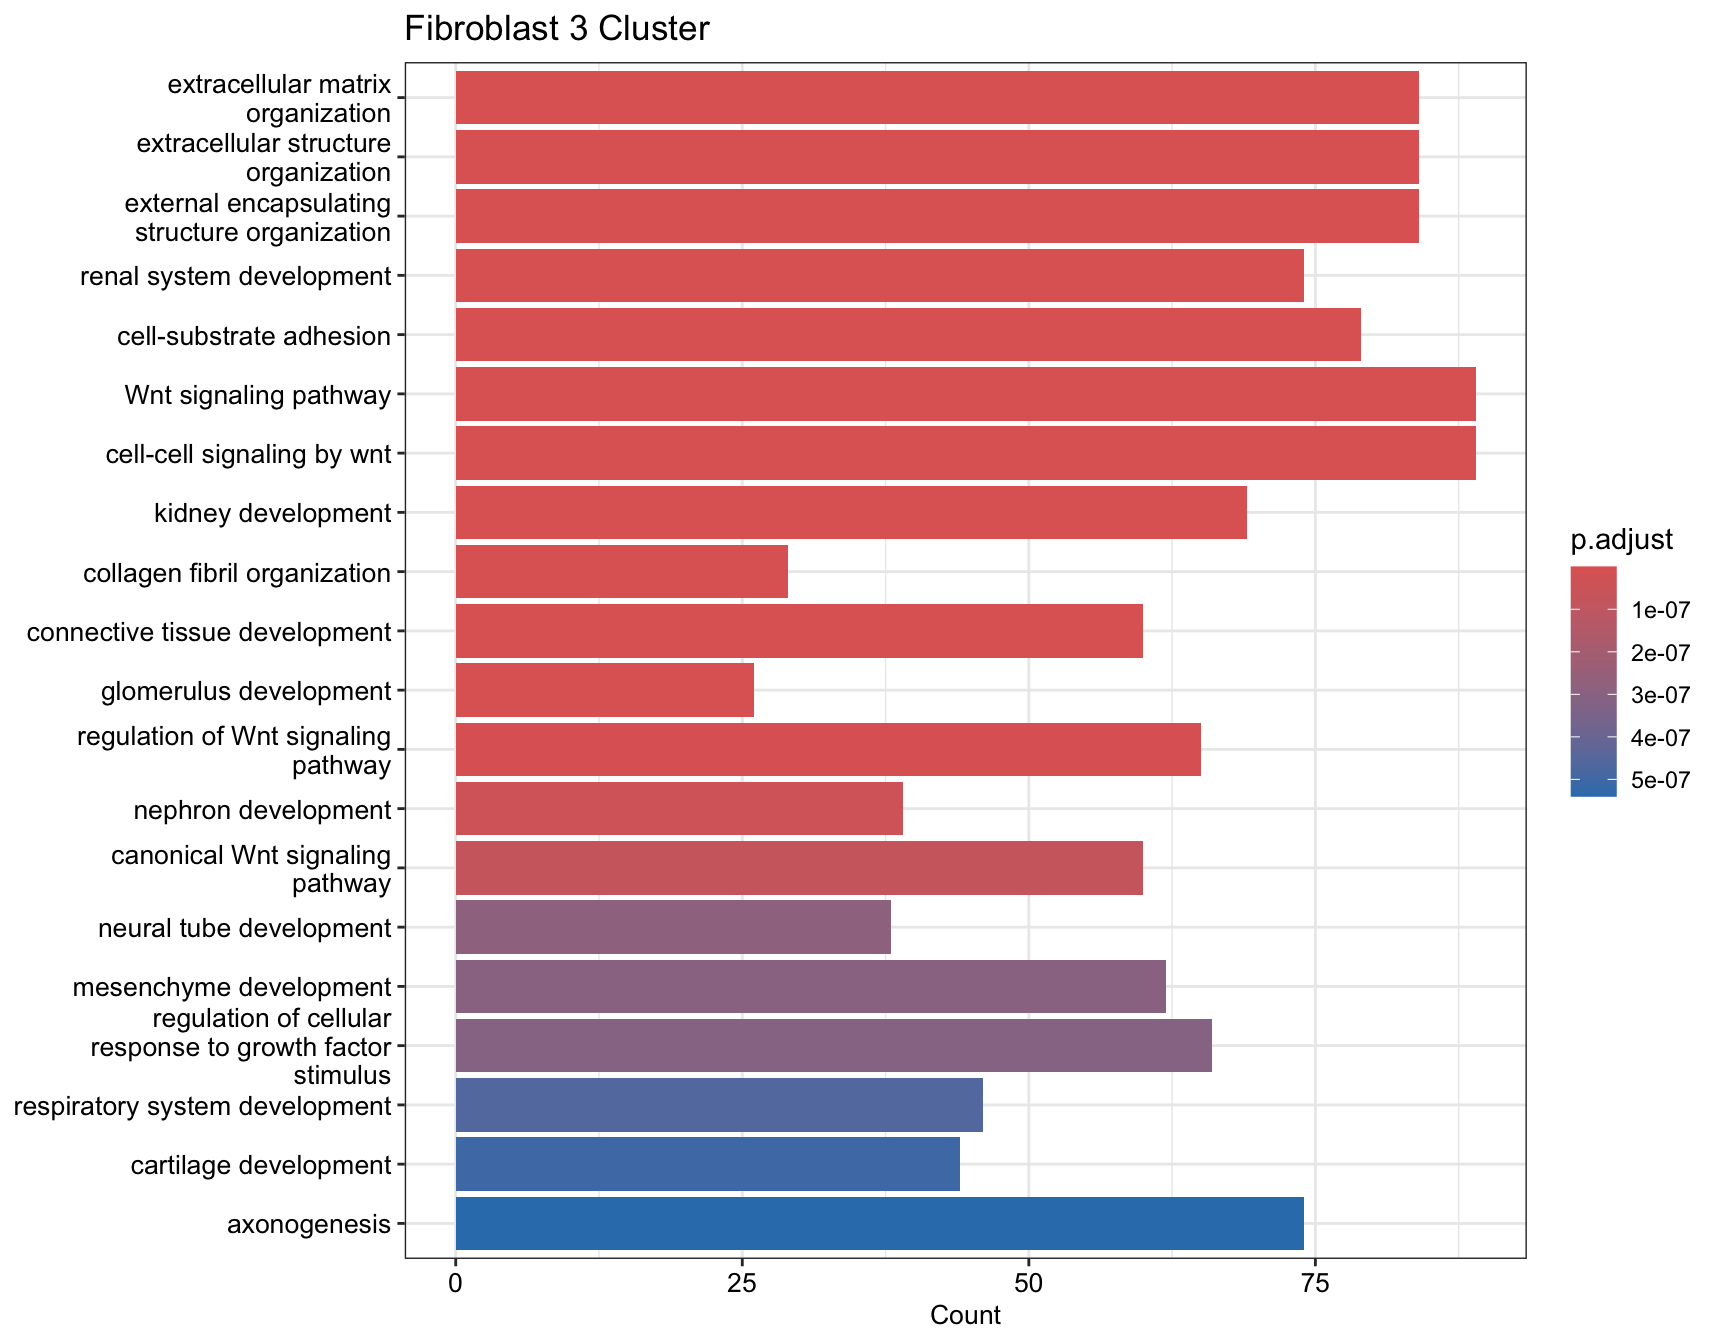 Fibroblast 3 Cluster
extracellular matrix
organization
extracellular structure
organization
external encapsulating
structure organization
renal system development
cell-substrate adhesion
Wnt signaling pathway
cell-cell signaling by wnt
kidney development
collagen fibril organization
connective tissue development
glomerulus development
regulation of Wnt signaling
pathway
nephron development
canonical Wnt signaling
pathway
neural tube development
mesenchyme development
regulation of cellular
response to growth factor
stimulus
respiratory system development
cartilage development
axonogenesis
0 25 50 75
Count
p.adjust
1e-07
2e-07
3e-07
4e-07
5e-07